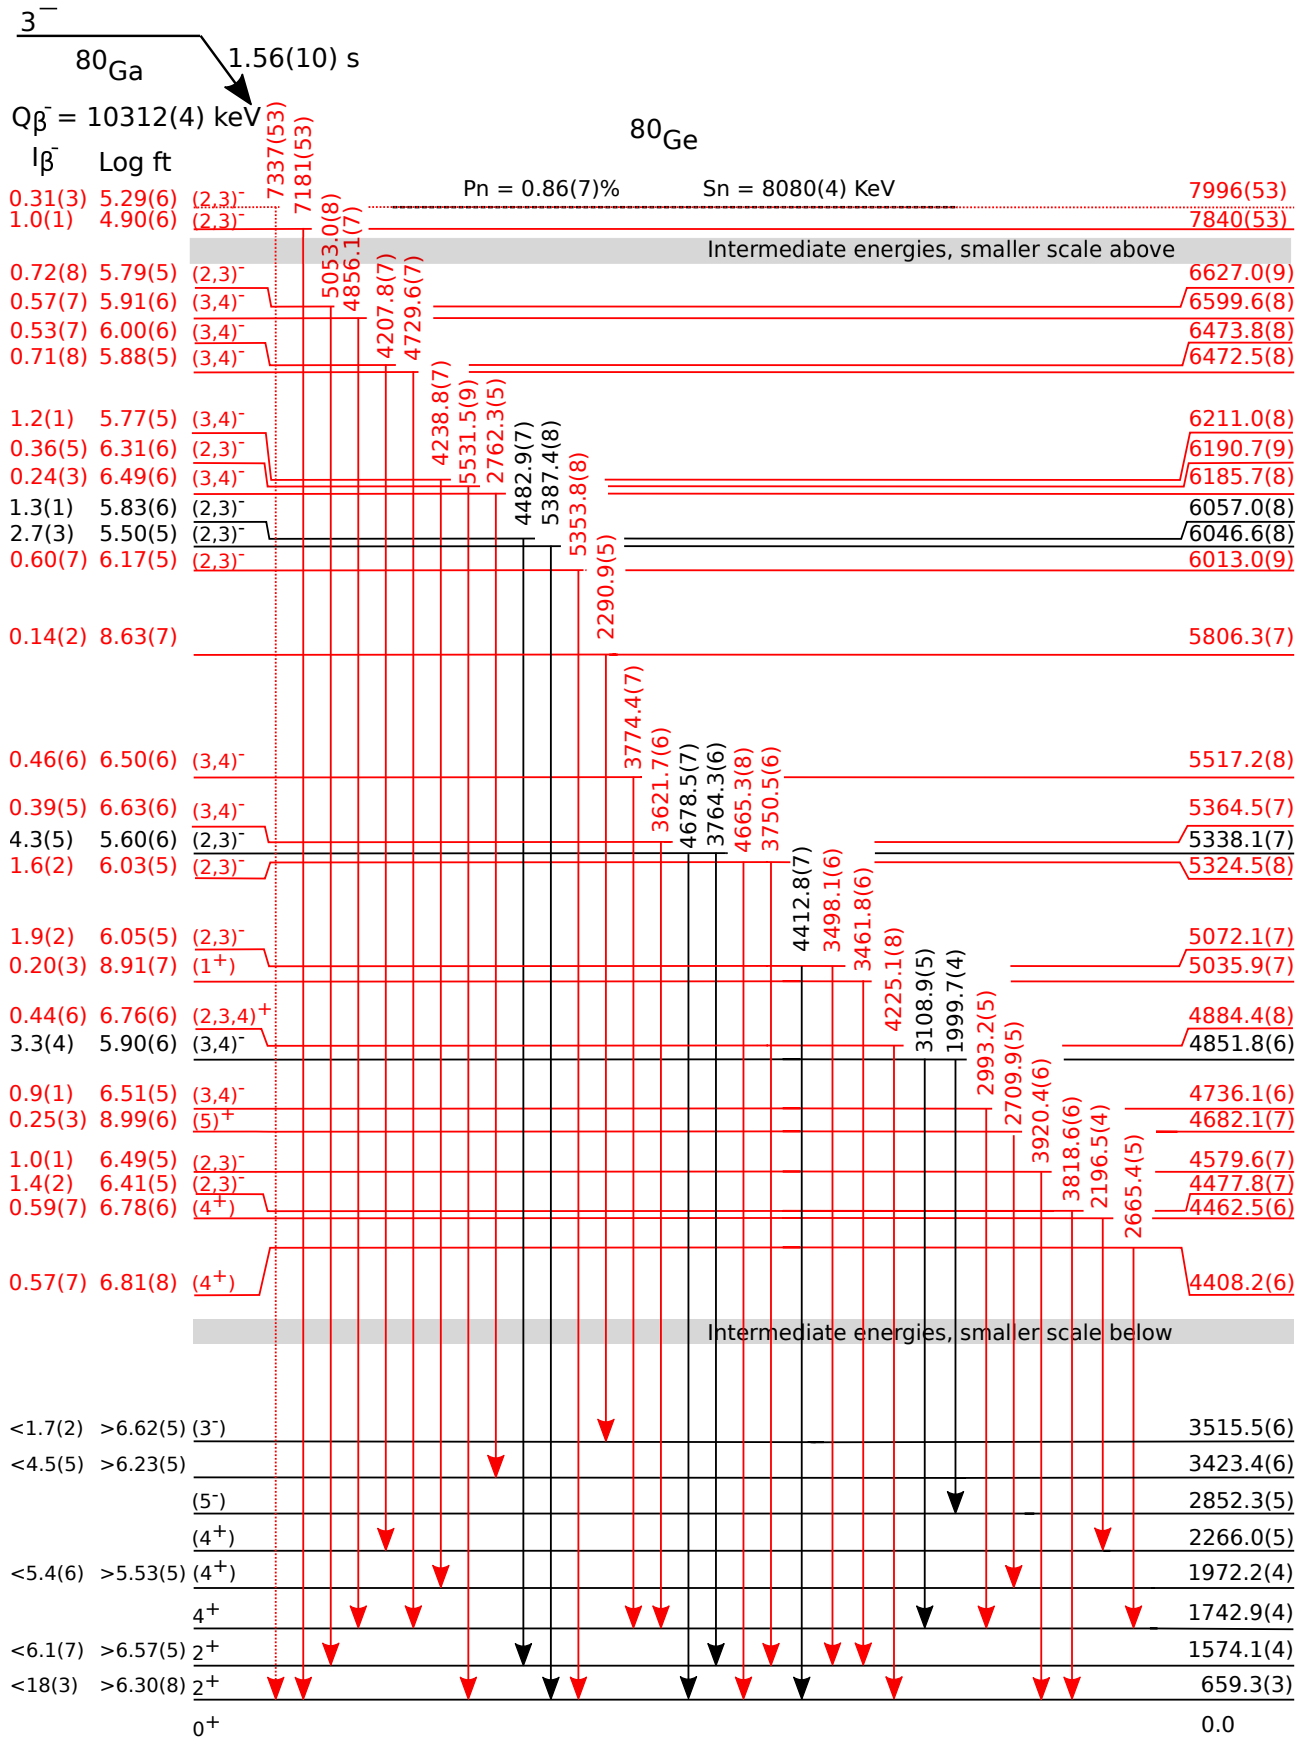 3⁻
⁸⁰Ga
1.56(10) s
Qβ⁻ = 10312(4) keV
⁸⁰Ge
Iβ⁻ Log ft
Pn = 0.86(7)% Sn = 8080(4) KeV
0.31(3) 5.29(6) (2,3)⁻ 7996(53)
1.0(1) 4.90(6) (2,3)⁻ 7840(53)
Intermediate energies, smaller scale above
0.72(8) 5.79(5) (2,3)⁻ 6627.0(9)
0.57(7) 5.91(6) (3,4)⁻ 6599.6(8)
0.53(7) 6.00(6) (3,4)⁻ 6473.8(8)
0.71(8) 5.88(5) (3,4)⁻ 6472.5(8)
1.2(1) 5.77(5) (3,4)⁻ 6211.0(8)
0.36(5) 6.31(6) (2,3)⁻ 6190.7(9)
0.24(3) 6.49(6) (3,4)⁻ 6185.7(8)
1.3(1) 5.83(6) (2,3)⁻ 6057.0(8)
2.7(3) 5.50(5) (2,3)⁻ 6046.6(8)
0.60(7) 6.17(5) (2,3)⁻ 6013.0(9)
0.14(2) 8.63(7) 5806.3(7)
0.46(6) 6.50(6) (3,4)⁻ 5517.2(8)
0.39(5) 6.63(6) (3,4)⁻ 5364.5(7)
4.3(5) 5.60(6) (2,3)⁻ 5338.1(7)
1.6(2) 6.03(5) (2,3)⁻ 5324.5(8)
1.9(2) 6.05(5) (2,3)⁻ 5072.1(7)
0.20(3) 8.91(7) (1⁺) 5035.9(7)
0.44(6) 6.76(6) (2,3,4)⁺ 4884.4(8)
3.3(4) 5.90(6) (3,4)⁻ 4851.8(6)
0.9(1) 6.51(5) (3,4)⁻ 4736.1(6)
0.25(3) 8.99(6) (5)⁺ 4682.1(7)
1.0(1) 6.49(5) (2,3)⁻ 4579.6(7)
1.4(2) 6.41(5) (2,3)⁻ 4477.8(7)
0.59(7) 6.78(6) (4⁺) 4462.5(6)
0.57(7) 6.81(8) (4⁺) 4408.2(6)
Intermediate energies, smaller scale below
<1.7(2) >6.62(5) (3⁻) 3515.5(6)
<4.5(5) >6.23(5) 3423.4(6)
(5⁻) 2852.3(5)
(4⁺) 2266.0(5)
<5.4(6) >5.53(5) (4⁺) 1972.2(4)
4⁺ 1742.9(4)
<6.1(7) >6.57(5) 2⁺ 1574.1(4)
<18(3) >6.30(8) 2⁺ 659.3(3)
0⁺ 0.0
7337(53)
7181(53)
5053.0(8)
4856.1(7)
4207.8(7)
4729.6(7)
4238.8(7)
5531.5(9)
2762.3(5)
4482.9(7)
5387.4(8)
5353.8(8)
2290.9(5)
3774.4(7)
3621.7(6)
4678.5(7)
3764.3(6)
4665.3(8)
3750.5(6)
4412.8(7)
3498.1(6)
3461.8(6)
4225.1(8)
3108.9(5)
1999.7(4)
2993.2(5)
2709.9(5)
3920.4(6)
3818.6(6)
2196.5(4)
2665.4(5)